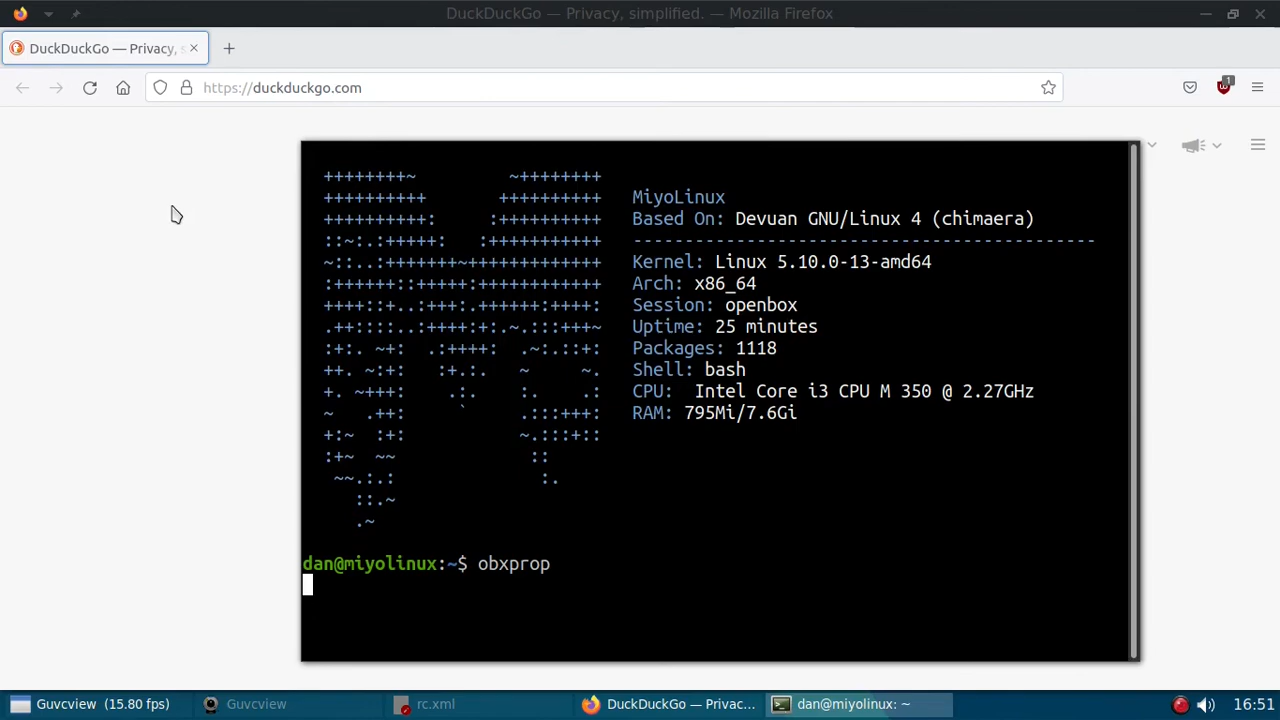 DuckDuckGo — Privacy, simplified. — Mozilla Firefox
DuckDuckGo — Privacy, s
https://duckduckgo.com
1
++++++++~ ~++++++++
++++++++++ ++++++++++
++++++++++: :++++++++++
::~:.:+++++: :+++++++++++
~::..:+++++++~+++++++++++++
:++++++::+++++:++++++++++++
++++::+..:+++:.++++++:++++:
.++::::..:++++:+:.~.:::+++~
:+:. ~+: .:++++: .~:.::+:
++. ~:+: :+.:. ~ ~.
+. ~+++: .:. :. .:
~ .++: ` .:::+++:
+:~ :+: ~.:::+::
:+~ ~~ ::
~~.:.: :.
::.~
.~
MiyoLinux
Based On: Devuan GNU/Linux 4 (chimaera)
---------------------------------------------
Kernel: Linux 5.10.0-13-amd64
Arch: x86_64
Session: openbox
Uptime: 25 minutes
Packages: 1118
Shell: bash
CPU: Intel Core i3 CPU M 350 @ 2.27GHz
RAM: 795Mi/7.6Gi
dan@miyolinux:~$ obxprop
Guvcview (15.80 fps)
Guvcview
rc.xml
DuckDuckGo — Privac...
dan@miyolinux: ~
16:51